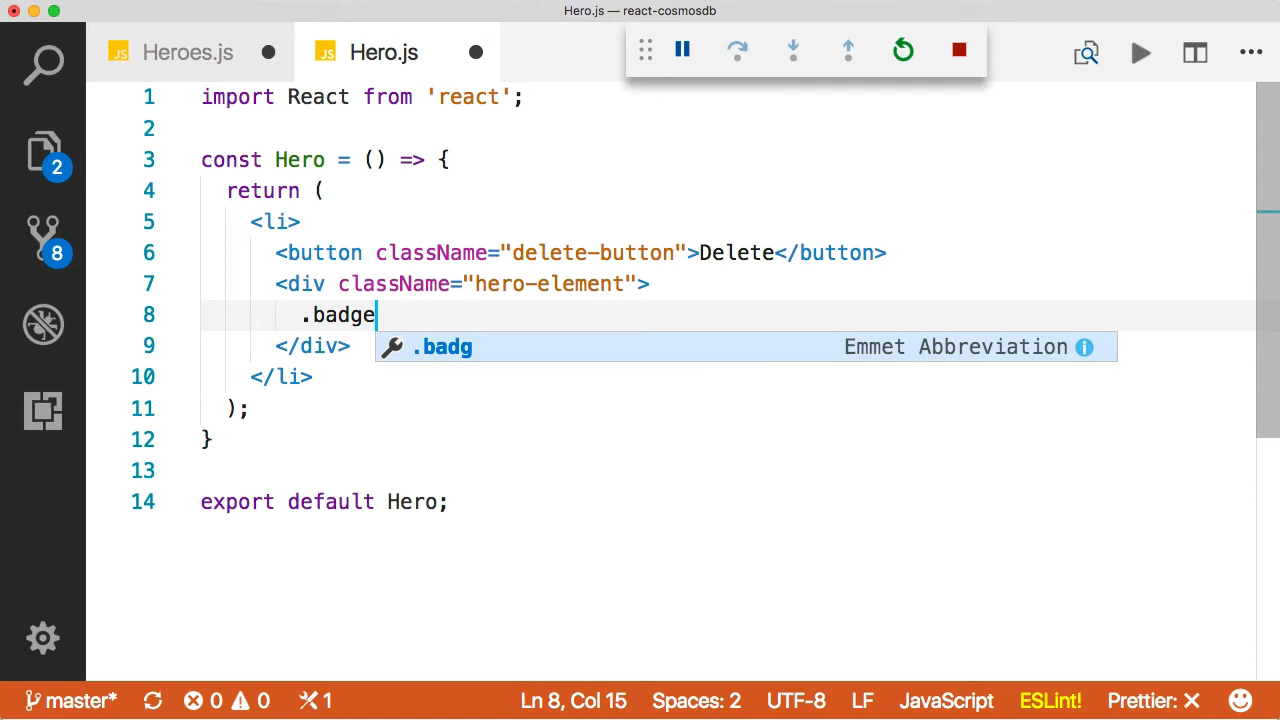 Hero.js — react-cosmosdb
JS Heroes.js JS Hero.js
1 import React from 'react';
2
3 const Hero = () => {
4 return (
5 <li>
6 <button className="delete-button">Delete</button>
7 <div className="hero-element">
8 .badge
9 </div> .badg Emmet Abbreviation
10 </li>
11 );
12 }
13
14 export default Hero;
2
8
master* 0 0 1 Ln 8, Col 15 Spaces: 2 UTF-8 LF JavaScript ESLint! Prettier: ✕